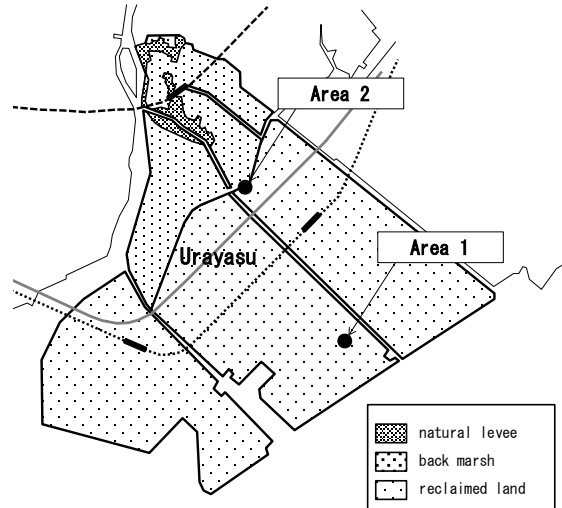 Area 2
Urayasu
Area 1
natural levee
back marsh
reclaimed land